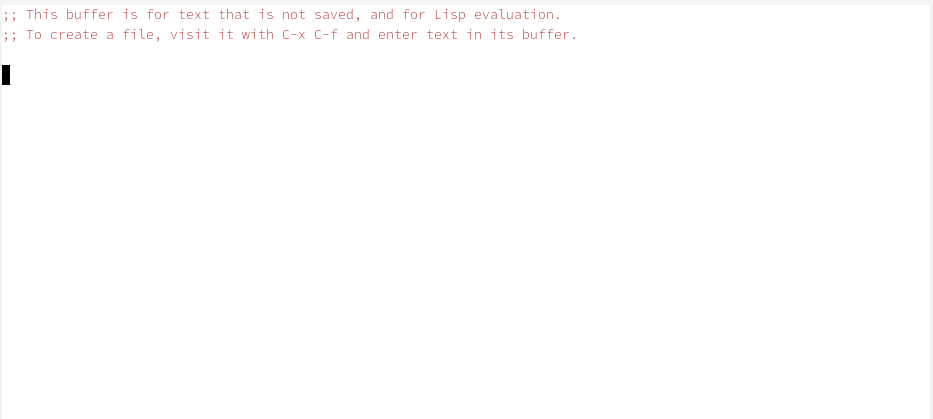 ;; This buffer is for text that is not saved, and for Lisp evaluation.
;; To create a file, visit it with C-x C-f and enter text in its buffer.